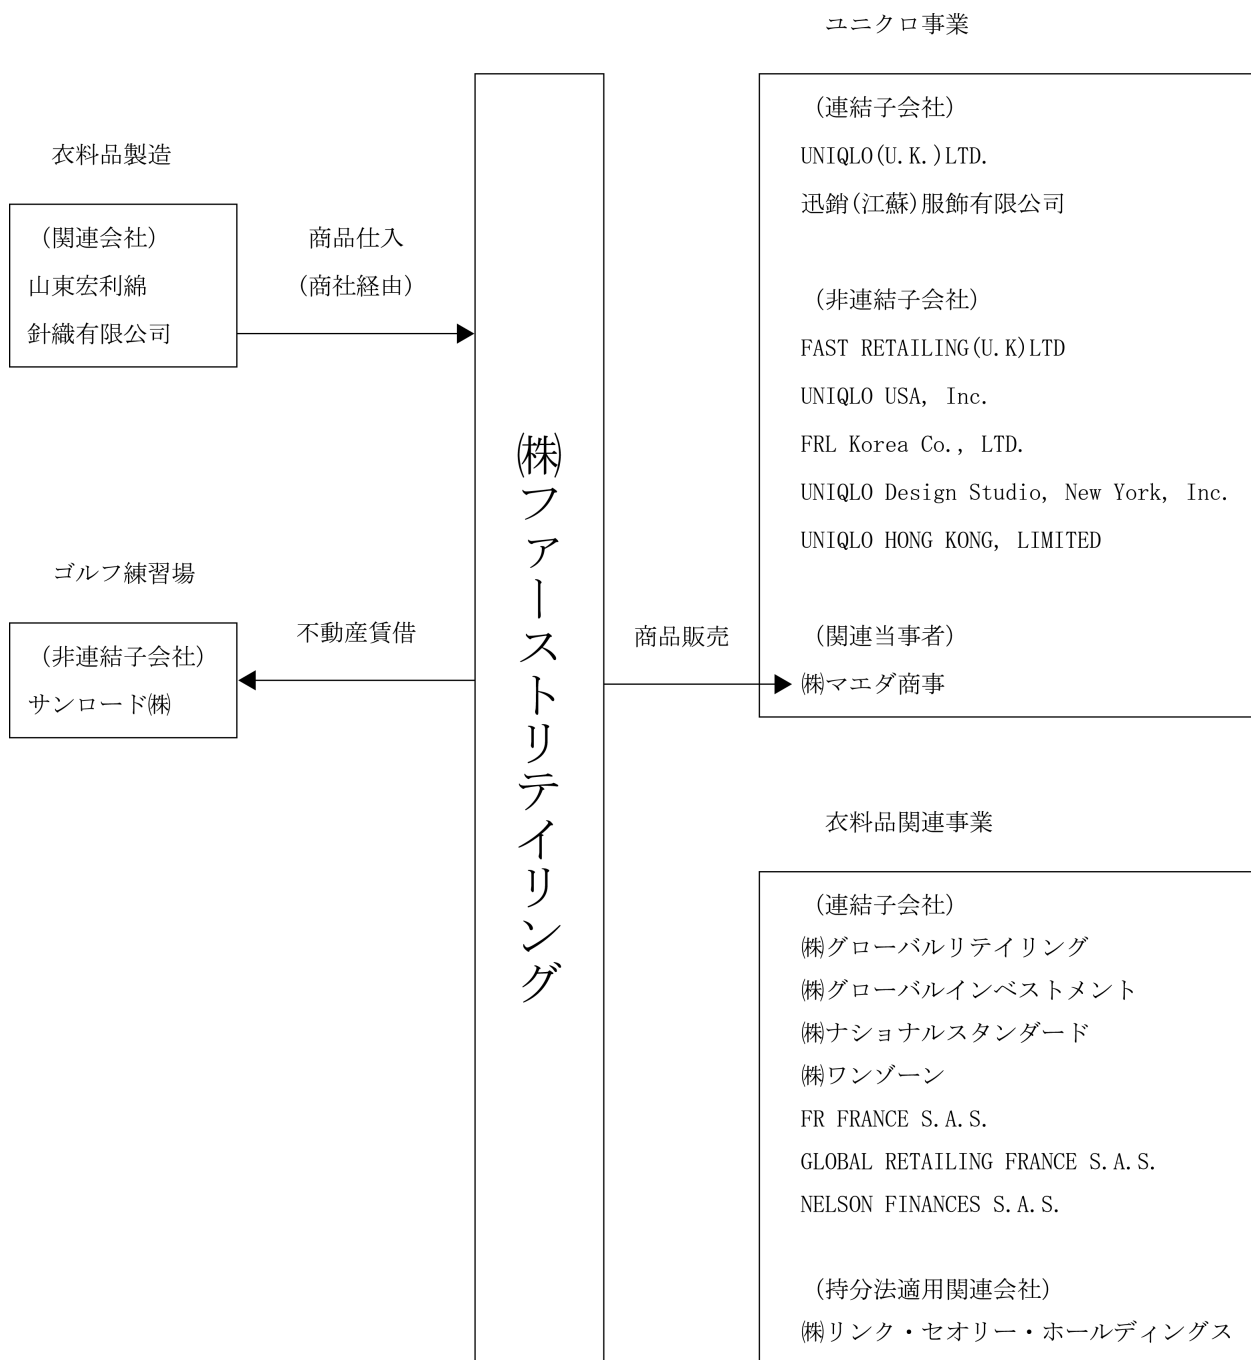 衣料品製造
(関連会社)
山東宏利綿
針織有限公司
商品仕入
(商社経由)
ゴルフ練習場
(非連結子会社)
サンロード㈱
不動産賃借
㈱ファーストリテイリング
商品販売
ユニクロ事業
(連結子会社)
UNIQLO(U.K.)LTD.
迅銷(江蘇)服飾有限公司
(非連結子会社)
FAST RETAILING(U.K)LTD
UNIQLO USA, Inc.
FRL Korea Co., LTD.
UNIQLO Design Studio, New York, Inc.
UNIQLO HONG KONG, LIMITED
(関連当事者)
㈱マエダ商事
衣料品関連事業
(連結子会社)
㈱グローバルリテイリング
㈱グローバルインベストメント
㈱ナショナルスタンダード
㈱ワンゾーン
FR FRANCE S.A.S.
GLOBAL RETAILING FRANCE S.A.S.
NELSON FINANCES S.A.S.
(持分法適用関連会社)
㈱リンク・セオリー・ホールディングス